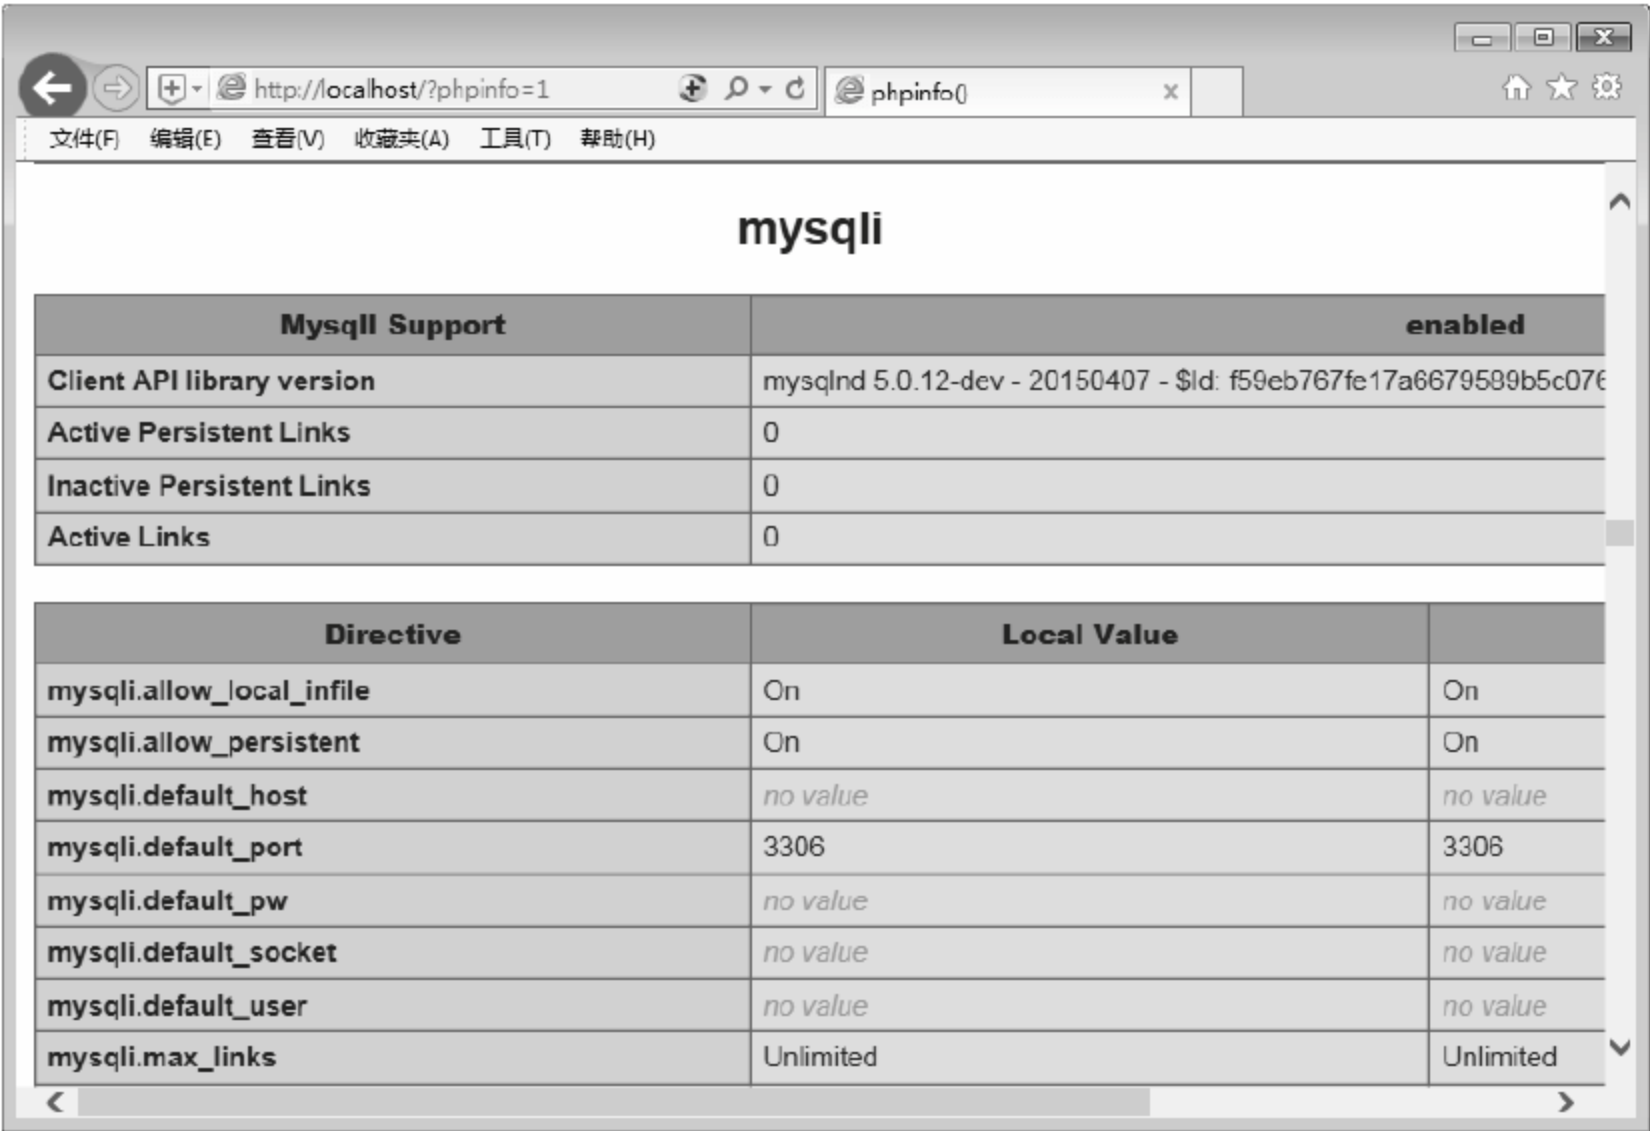 http://localhost/?phpinfo=1
phpinfo()
文件(F) 编辑(E) 查看(V) 收藏夹(A) 工具(T) 帮助(H)
mysqli
MysqlI Support enabled
Client API library version mysqlnd 5.0.12-dev - 20150407 - $Id: f59eb767fe17a6679589b5c076
Active Persistent Links 0
Inactive Persistent Links 0
Active Links 0
Directive Local Value
mysqli.allow_local_infile On On
mysqli.allow_persistent On On
mysqli.default_host no value no value
mysqli.default_port 3306 3306
mysqli.default_pw no value no value
mysqli.default_socket no value no value
mysqli.default_user no value no value
mysqli.max_links Unlimited Unlimited